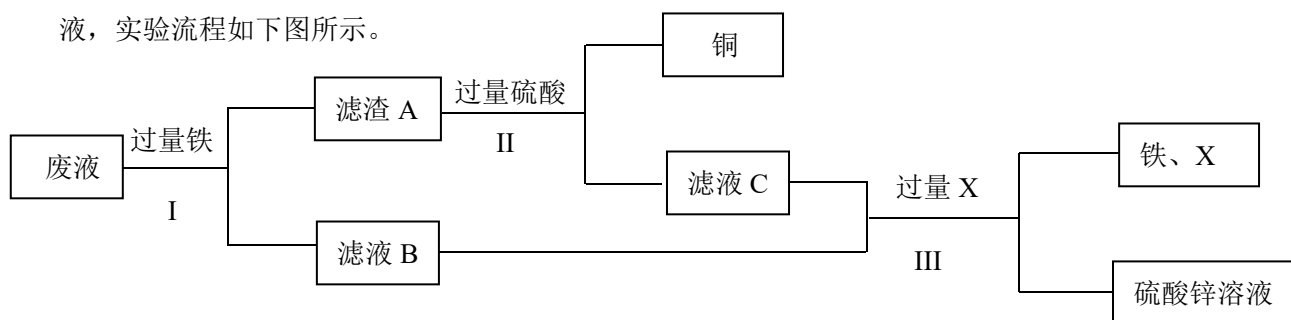 液，实验流程如下图所示。
铜
滤渣 A
过量硫酸
过量铁
II
废液
铁、X
滤液 C
过量 X
I
滤液 B
III
硫酸锌溶液